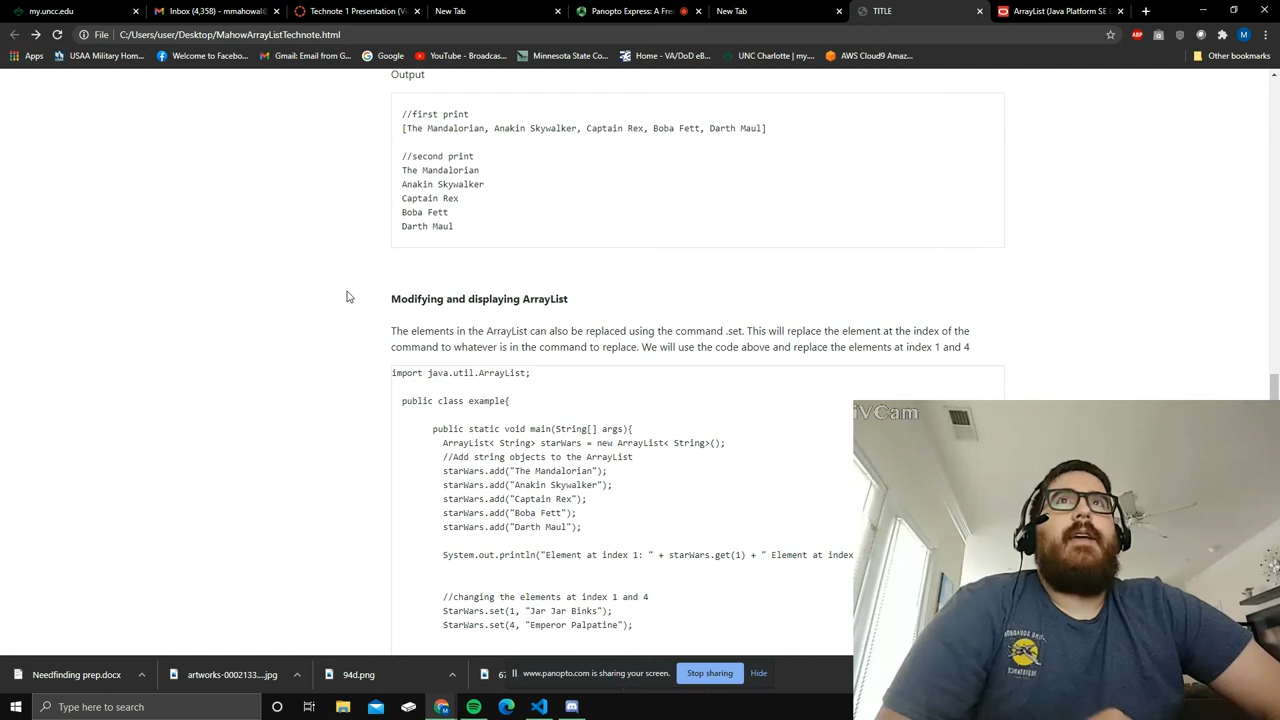 my.uncc.edu
Inbox (4,358) - mmahowal@
Technote 1 Presentation (V
New Tab
Panopto Express: A Fre
New Tab
TITLE
ArrayList (Java Platform SE
File C:/Users/user/Desktop/MahowArrayListTechnote.html
ABP
M
Apps
USAA Military Hom...
Welcome to Facebo...
Gmail: Email from G...
Google
YouTube - Broadcas...
Minnesota State Co...
Home - VA/DoD eB...
UNC Charlotte | my....
AWS Cloud9 Amaz...
Other bookmarks
Output
//first print
[The Mandalorian, Anakin Skywalker, Captain Rex, Boba Fett, Darth Maul]
//second print
The Mandalorian
Anakin Skywalker
Captain Rex
Boba Fett
Darth Maul
Modifying and displaying ArrayList
The elements in the ArrayList can also be replaced using the command .set. This will replace the element at the index of the
command to whatever is in the command to replace. We will use the code above and replace the elements at index 1 and 4
import java.util.ArrayList;
public class example{
public static void main(String[] args){
ArrayList< String> starWars = new ArrayList< String>();
//Add string objects to the ArrayList
starWars.add("The Mandalorian");
starWars.add("Anakin Skywalker");
starWars.add("Captain Rex");
starWars.add("Boba Fett");
starWars.add("Darth Maul");
System.out.println("Element at index 1: " + starWars.get(1) + " Element at index
//changing the elements at index 1 and 4
StarWars.set(1, "Jar Jar Binks");
StarWars.set(4, "Emperor Palpatine");
iVCam
Needfinding prep.docx
artworks-0002133....jpg
94d.png
67
www.panopto.com is sharing your screen.
Stop sharing
Hide
Type here to search